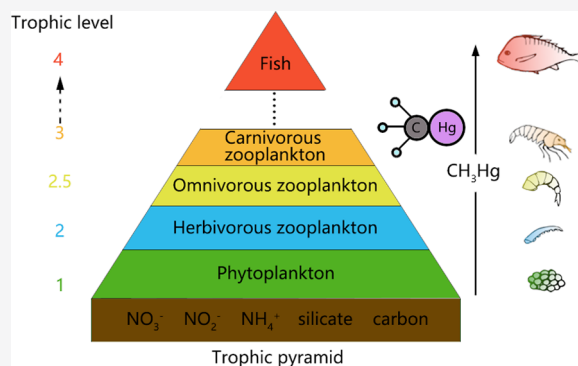 Trophic level
4
Fish
3
Carnivorous
zooplankton
C
Hg
2.5
Omnivorous zooplankton
CH₃Hg
2
Herbivorous zooplankton
1
Phytoplankton
NO₃⁻ NO₂⁻ NH₄⁺ silicate carbon
Trophic pyramid